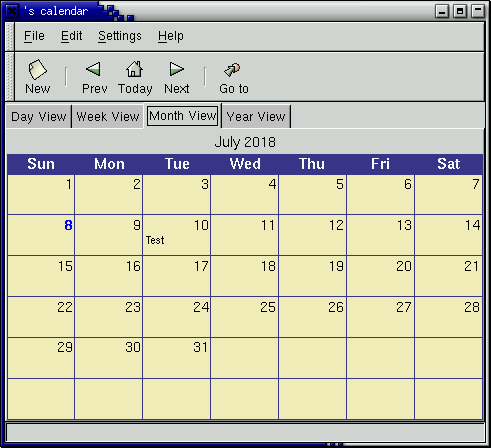 's calendar
File Edit Settings Help
New Prev Today Next Go to
Day View Week View Month View Year View
July 2018
Sun Mon Tue Wed Thu Fri Sat
1 2 3 4 5 6 7
8 9 10 11 12 13 14
Test
15 16 17 18 19 20 21
22 23 24 25 26 27 28
29 30 31